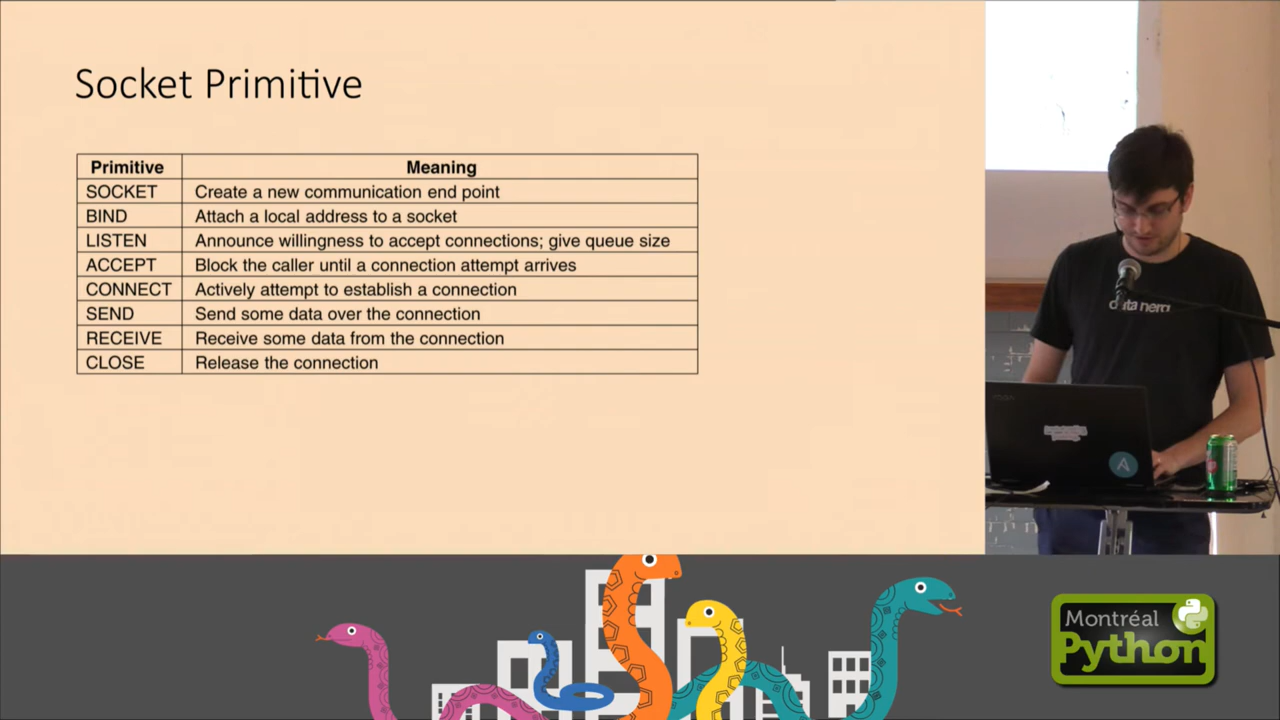 Socket Primitive
Primitive Meaning
SOCKET Create a new communication end point
BIND Attach a local address to a socket
LISTEN Announce willingness to accept connections; give queue size
ACCEPT Block the caller until a connection attempt arrives
CONNECT Actively attempt to establish a connection
SEND Send some data over the connection
RECEIVE Receive some data from the connection
CLOSE Release the connection
data nerd
A
Montréal
Python